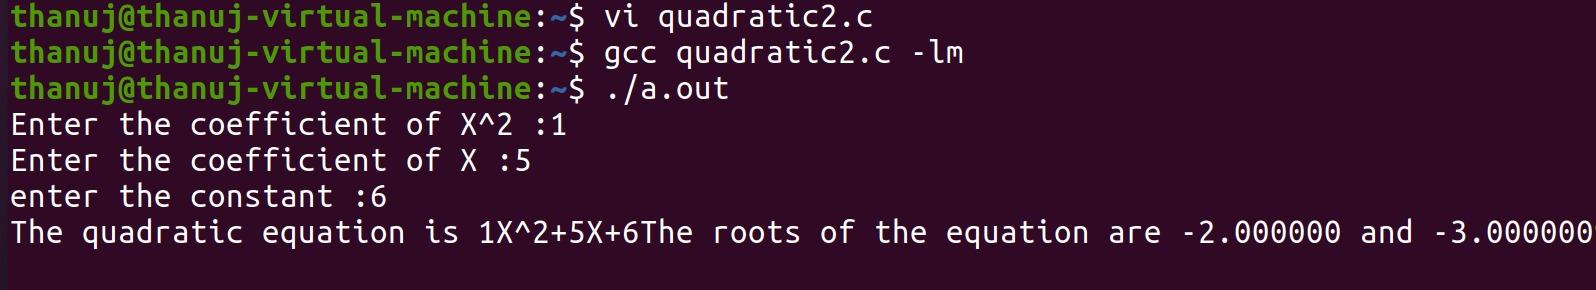 thanuj@thanuj-virtual-machine:~$ vi quadratic2.c
thanuj@thanuj-virtual-machine:~$ gcc quadratic2.c -lm
thanuj@thanuj-virtual-machine:~$ ./a.out
Enter the coefficient of X^2 :1
Enter the coefficient of X :5
enter the constant :6
The quadratic equation is 1X^2+5X+6The roots of the equation are -2.000000 and -3.000000